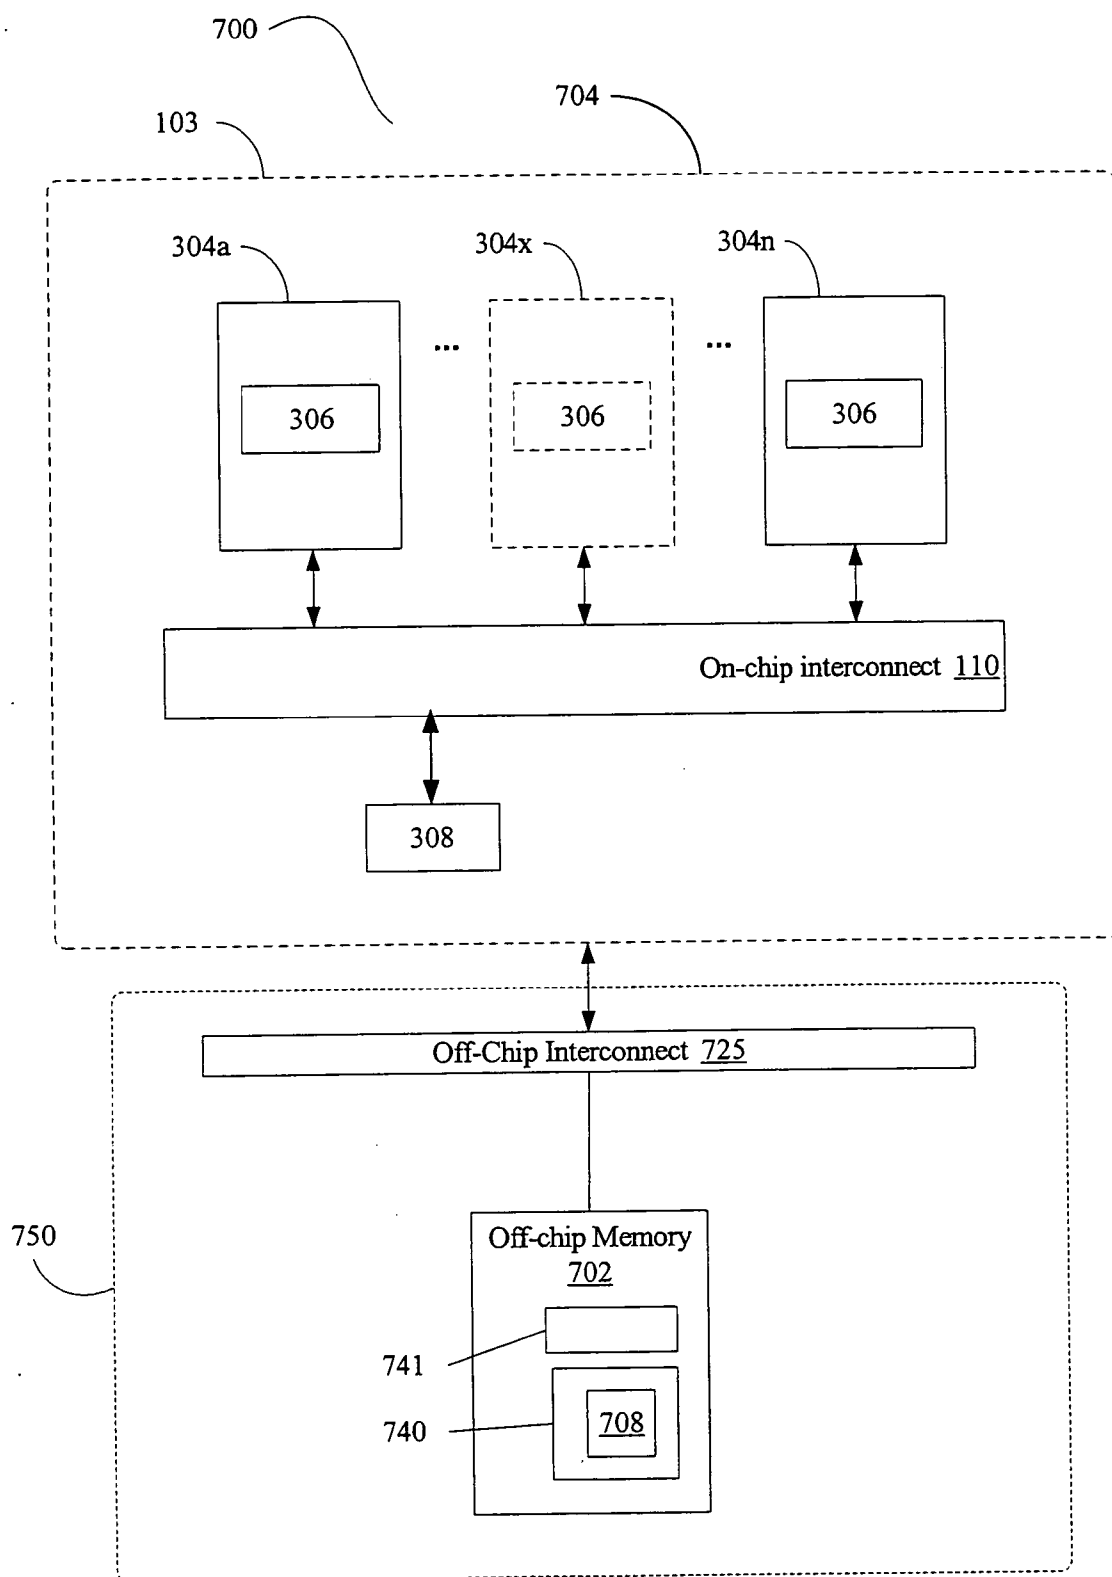 700
704
103
304a
304x
304n
...
...
306
306
306
On-chip interconnect 110
308
Off-Chip Interconnect 725
750
Off-chip Memory
702
741
740
708